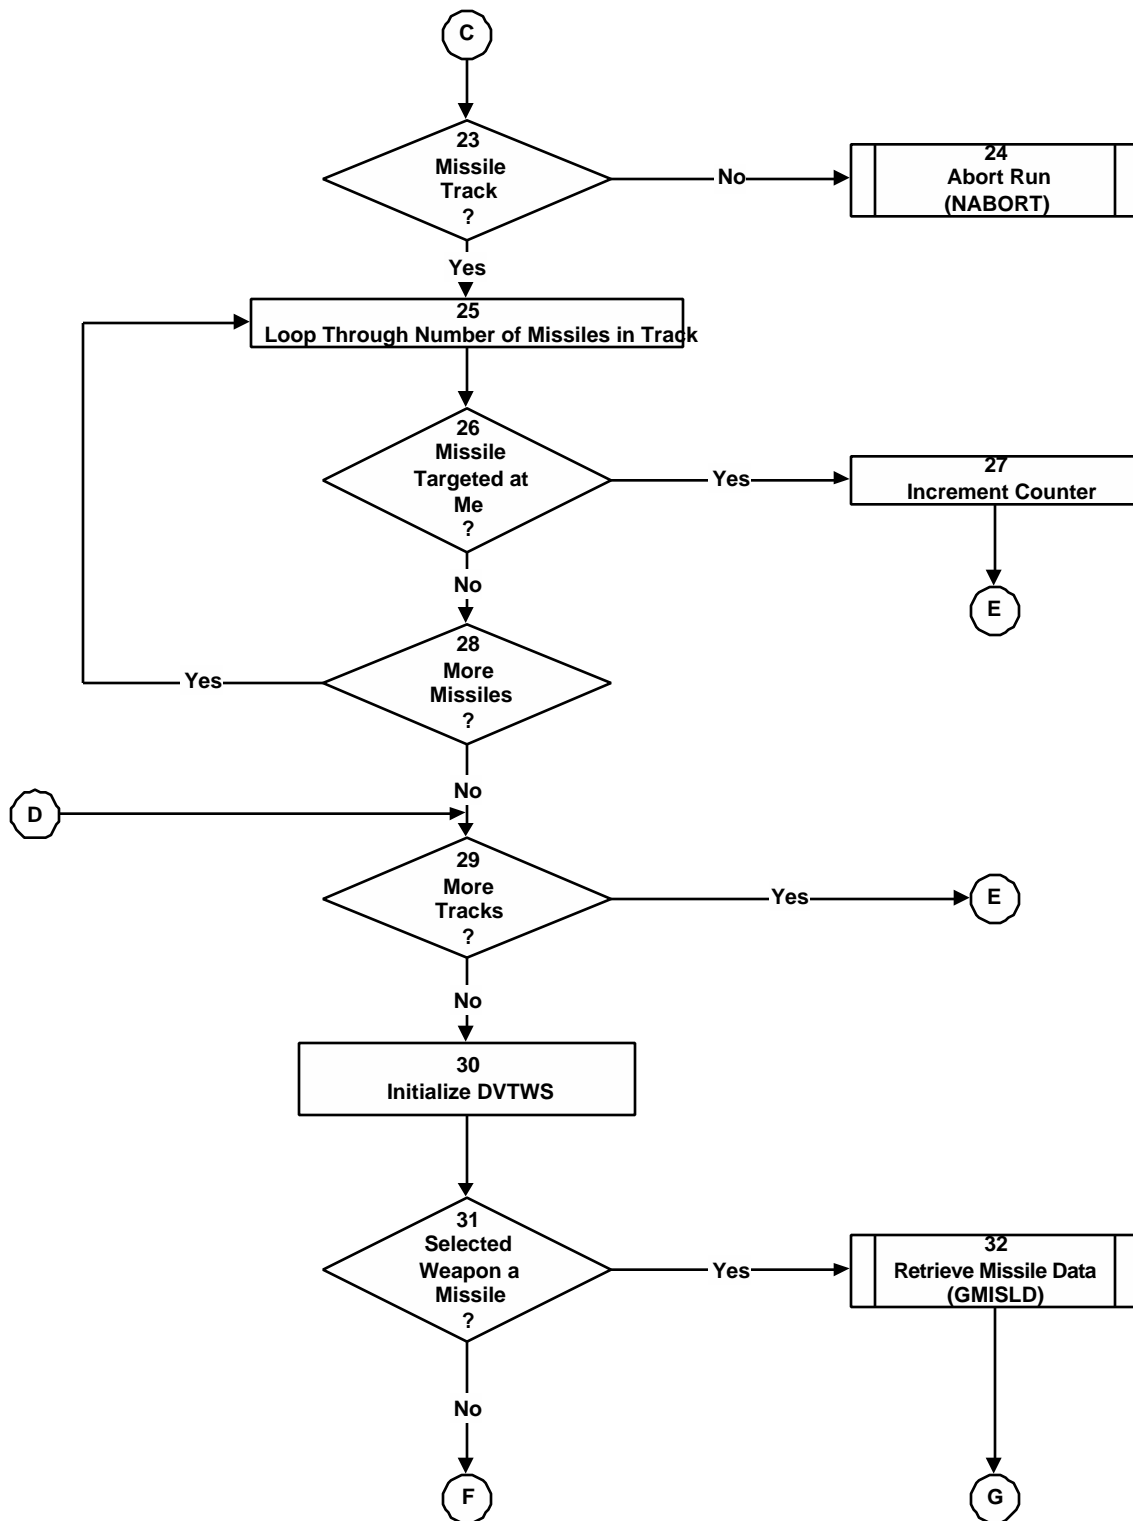 C
23
Missile
Track
?
No
24
Abort Run
(NABORT)
Yes
25
Loop Through Number of Missiles in Track
26
Missile
Targeted at
Me
?
Yes
27
Increment Counter
No
E
28
More
Missiles
?
Yes
No
D
29
More
Tracks
?
Yes
E
No
30
Initialize DVTWS
31
Selected
Weapon a
Missile
?
Yes
32
Retrieve Missile Data
(GMISLD)
No
F
G